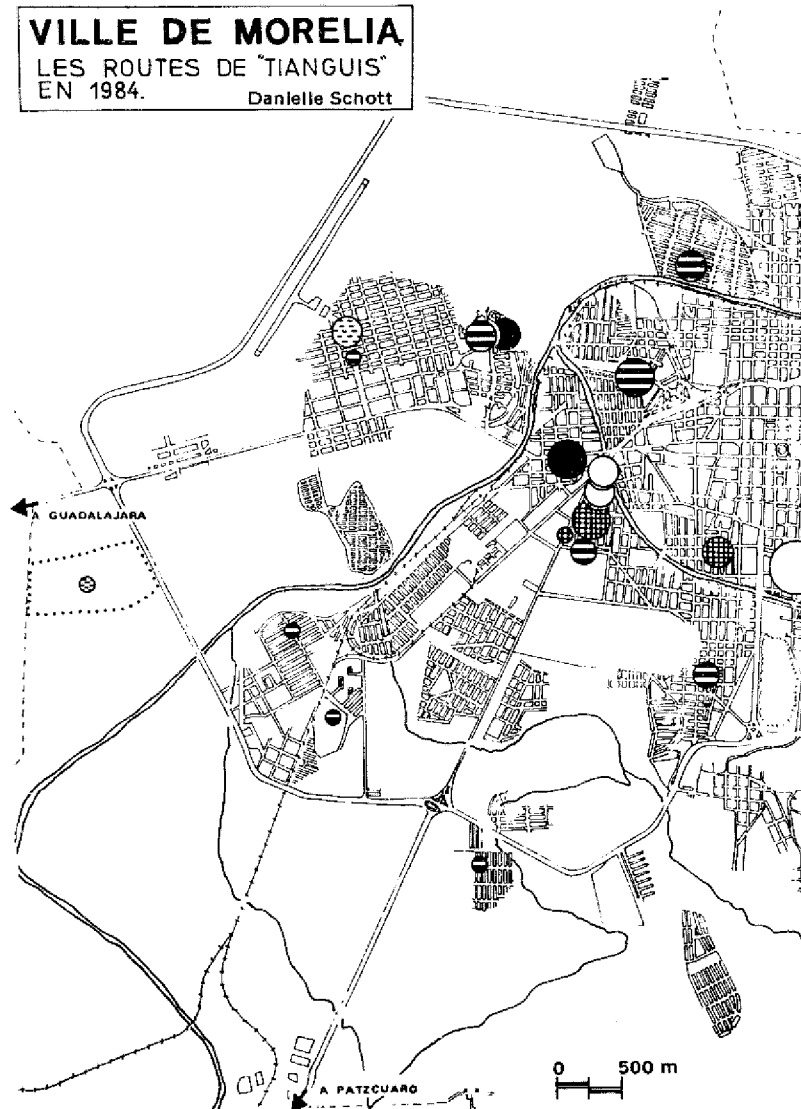 VILLE DE MORELIA
LES ROUTES DE "TIANGUIS"
EN 1984.
Danielle Schott
A GUADALAJARA
A PATZCUARO
0 500 m